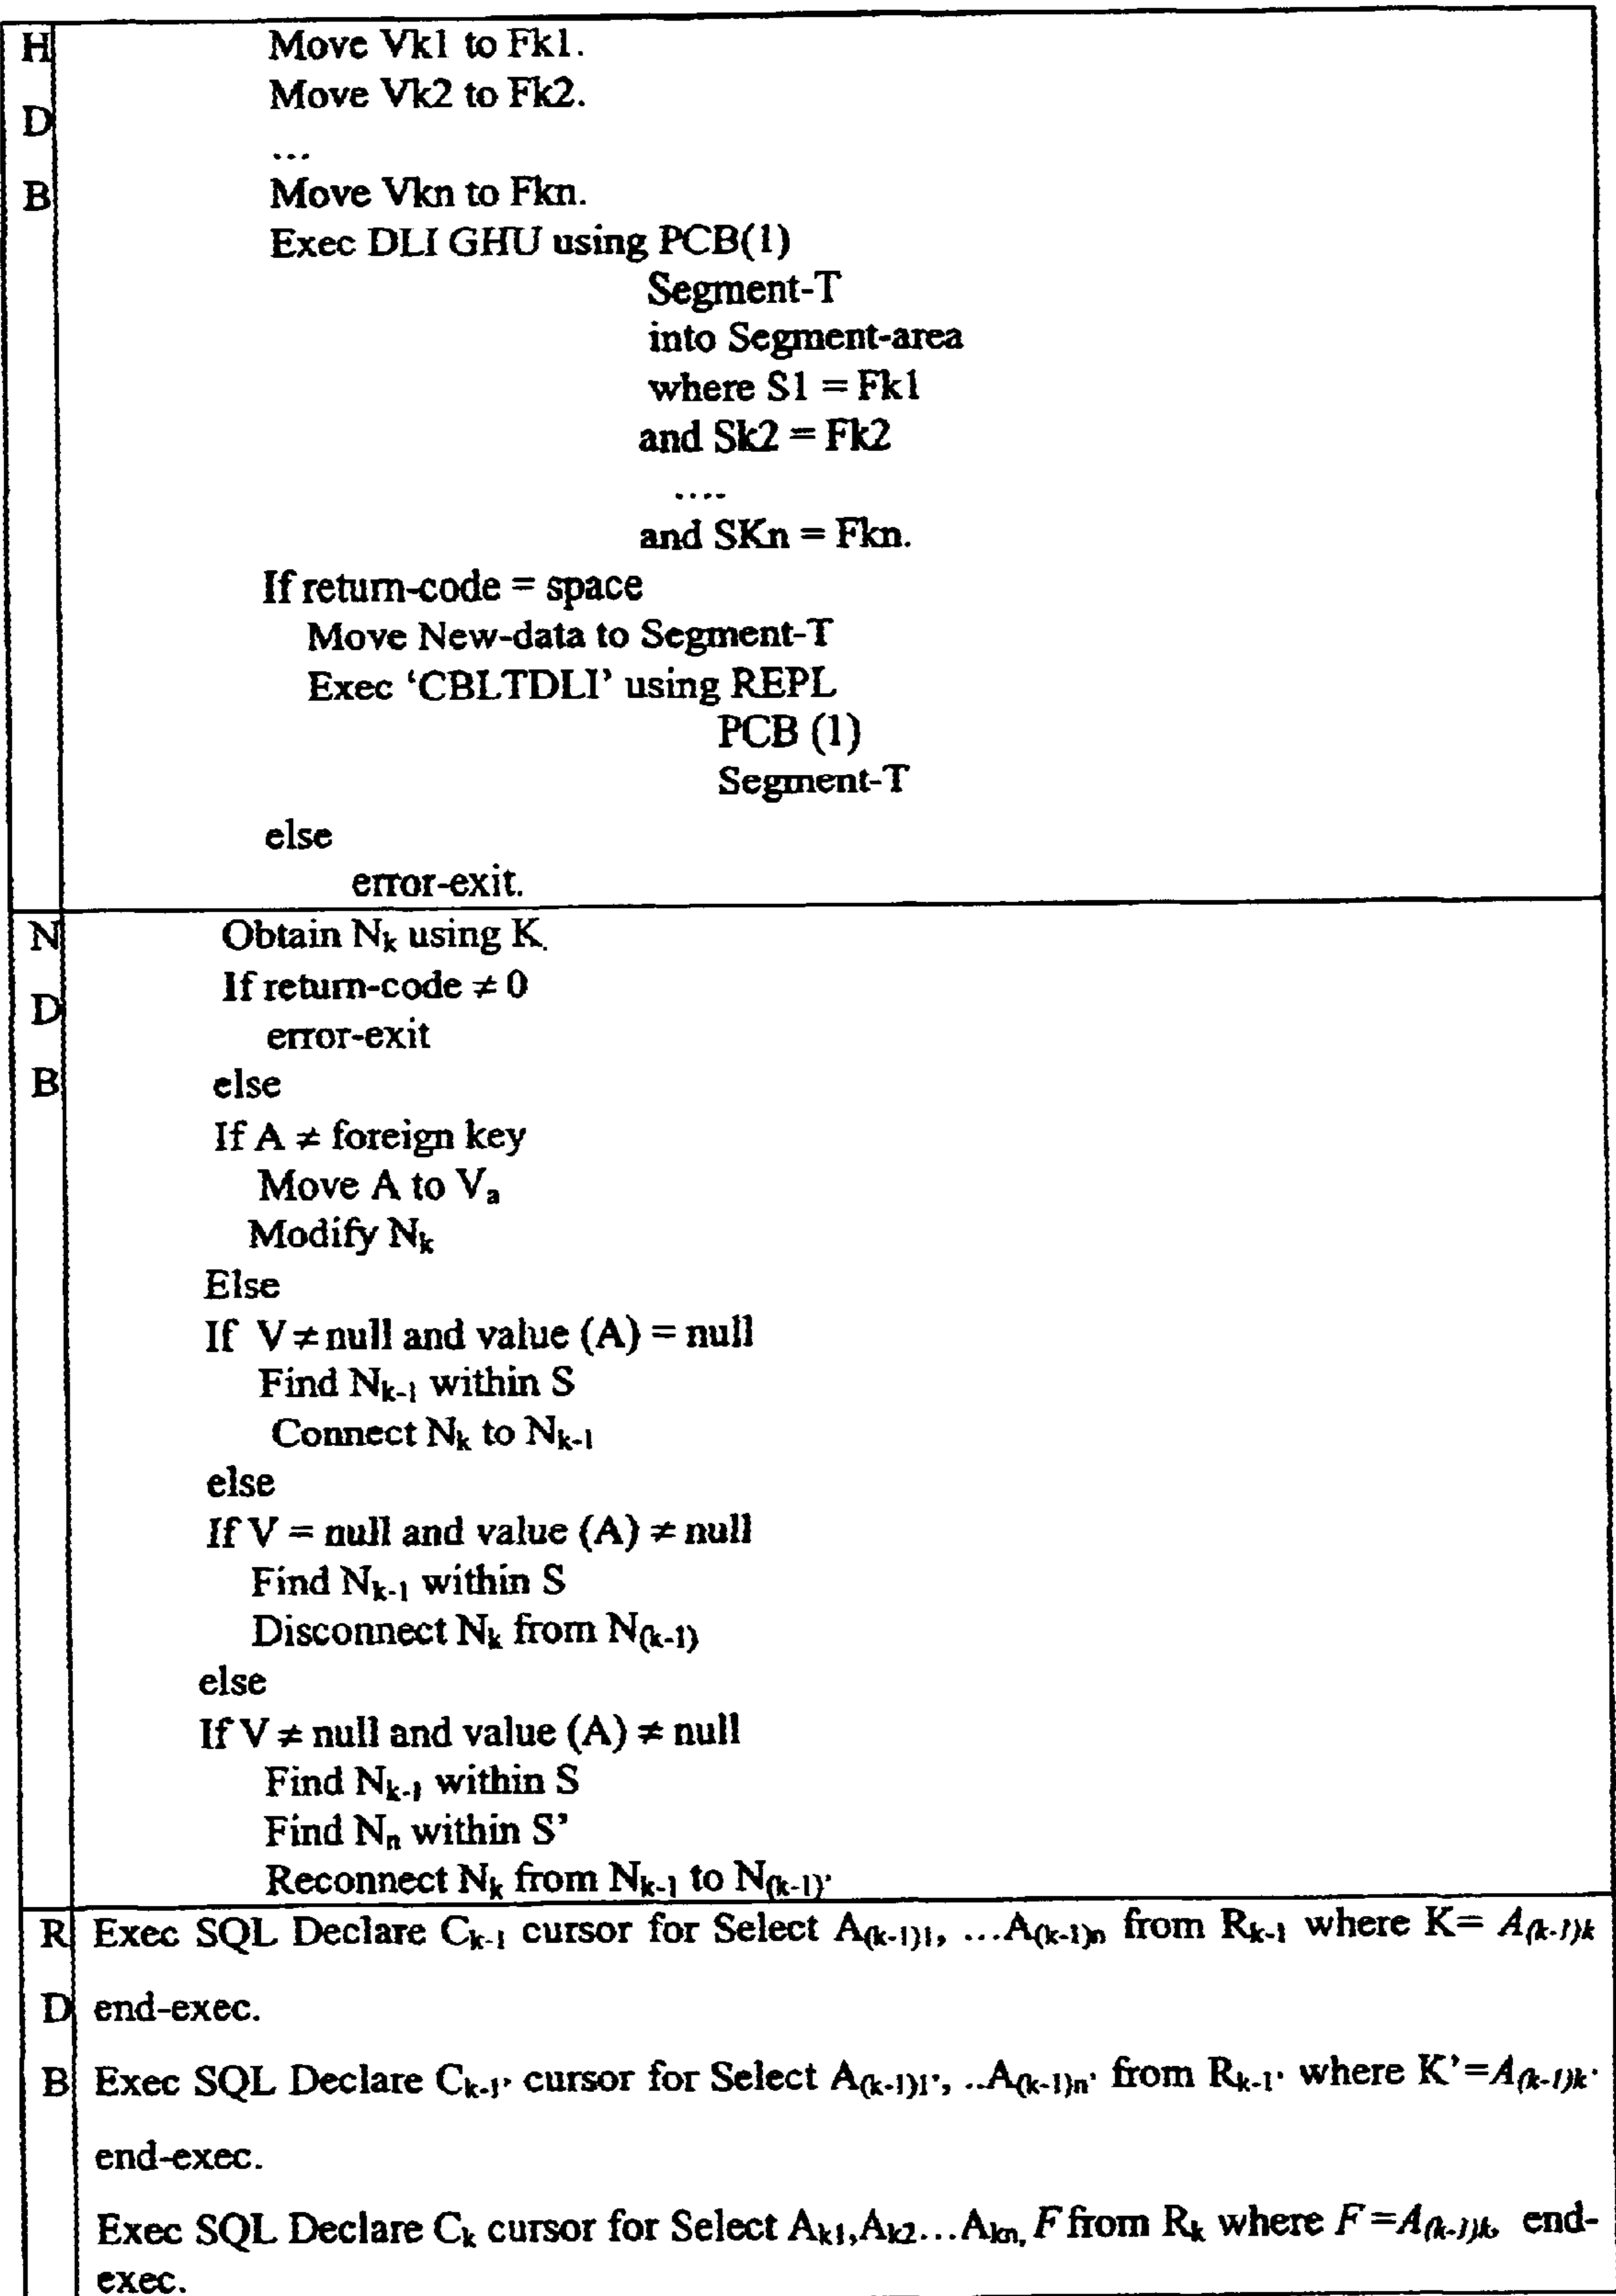 H Move Vk1 to Fk1.
D Move Vk2 to Fk2.
...
B Move Vkn to Fkn.
Exec DLI GHU using PCB(1)
Segment-T
into Segment-area
where S1 = Fk1
and Sk2 = Fk2
....
and SKn = Fkn.
If return-code = space
Move New-data to Segment-T
Exec ‘CBLTDLI’ using REPL
PCB (1)
Segment-T
else
error-exit.
N Obtain Nk using K.
D If return-code ≠ 0
error-exit
B else
If A ≠ foreign key
Move A to Va
Modify Nk
Else
If V ≠ null and value (A) = null
Find Nk-1 within S
Connect Nk to Nk-1
else
If V = null and value (A) ≠ null
Find Nk-1 within S
Disconnect Nk from N(k-1)
else
If V ≠ null and value (A) ≠ null
Find Nk-1 within S
Find Nn within S’
Reconnect Nk from Nk-1 to N(k-1)'
R Exec SQL Declare Ck-1 cursor for Select A(k-1)1, ...A(k-1)n from Rk-1 where K= A(k-1)k
D end-exec.
B Exec SQL Declare Ck-1' cursor for Select A(k-1)1', ..A(k-1)n' from Rk-1' where K’=A(k-1)k'
end-exec.
Exec SQL Declare Ck cursor for Select Ak1,Ak2...Akn, F from Rk where F =A(k-1)k, end-
exec.